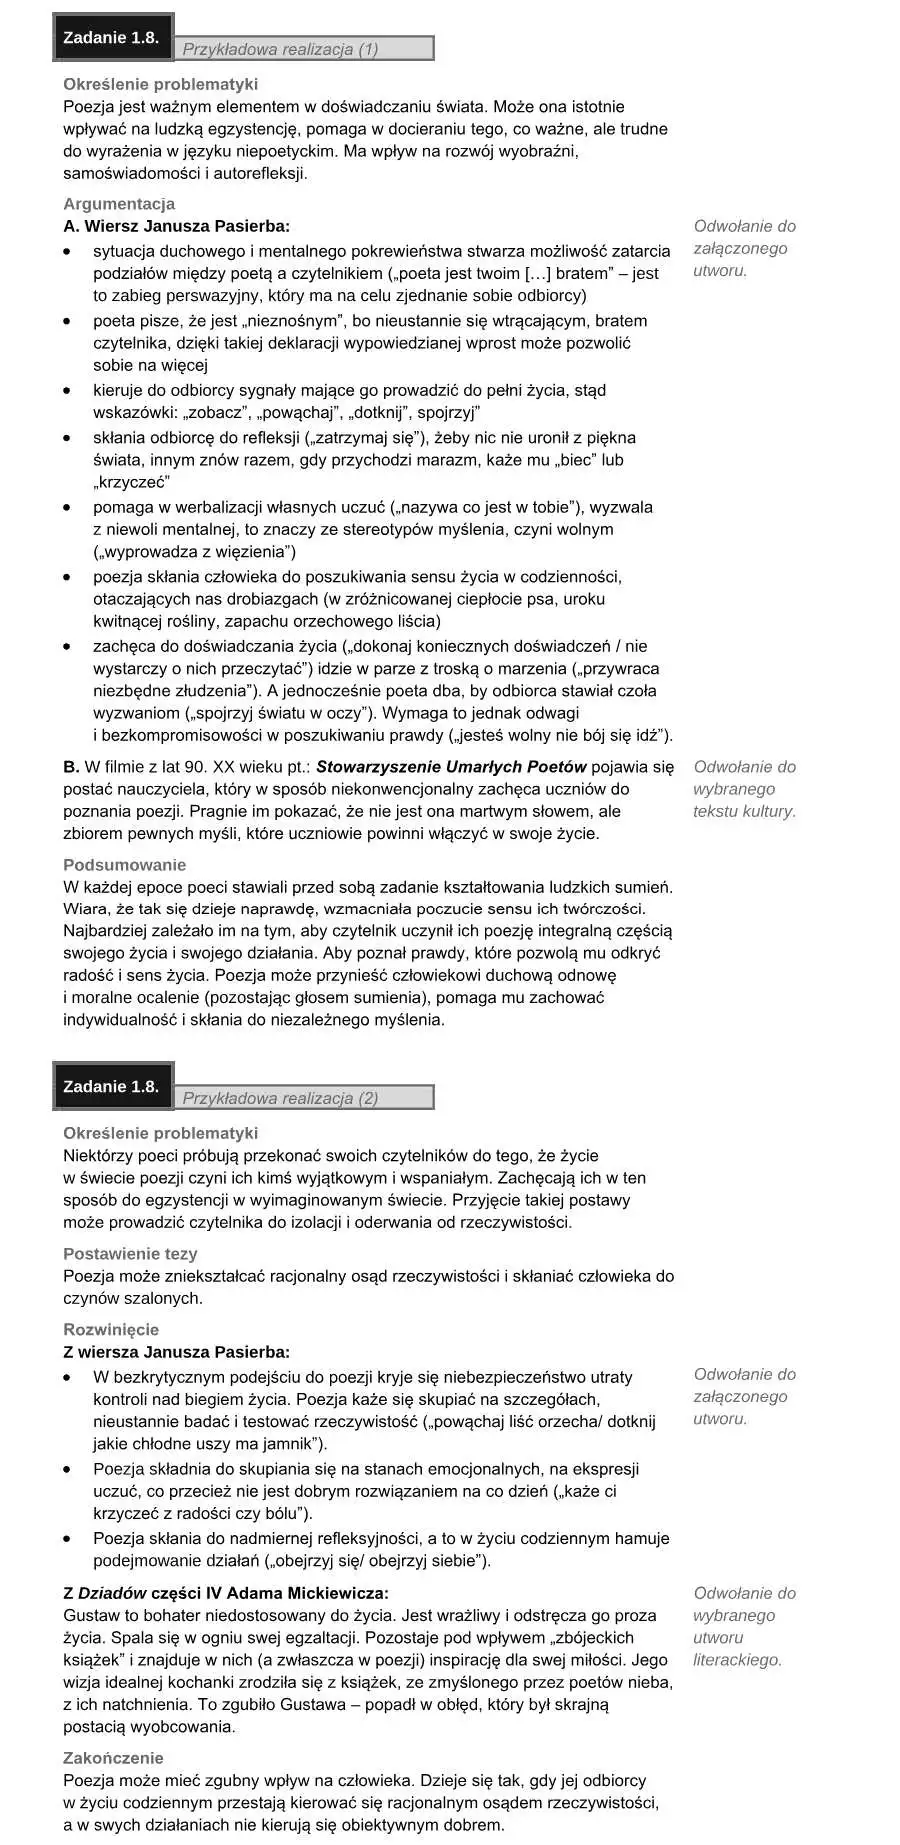 Zadanie 1.8.
Przykładowa realizacja (1)
Określenie problematyki
Poezja jest ważnym elementem w doświadczaniu świata. Może ona istotnie
wpływać na ludzką egzystencję, pomaga w docieraniu tego, co ważne, ale trudne
do wyrażenia w języku niepoetyckim. Ma wpływ na rozwój wyobraźni,
samoświadomości i autorefleksji.
Argumentacja
A. Wiersz Janusza Pasierba:
Odwołanie do
załączonego
utworu.
• sytuacja duchowego i mentalnego pokrewieństwa stwarza możliwość zatarcia
podziałów między poetą a czytelnikiem („poeta jest twoim […] bratem” – jest
to zabieg perswazyjny, który ma na celu zjednanie sobie odbiorcy)
• poeta pisze, że jest „nieznośnym”, bo nieustannie się wtrącającym, bratem
czytelnika, dzięki takiej deklaracji wypowiedzianej wprost może pozwolić
sobie na więcej
• kieruje do odbiorcy sygnały mające go prowadzić do pełni życia, stąd
wskazówki: „zobacz”, „powąchaj”, „dotknij”, spojrzyj”
• skłania odbiorcę do refleksji („zatrzymaj się”), żeby nic nie uronił z piękna
świata, innym znów razem, gdy przychodzi marazm, każe mu „biec” lub
„krzyczeć”
• pomaga w werbalizacji własnych uczuć („nazywa co jest w tobie”), wyzwala
z niewoli mentalnej, to znaczy ze stereotypów myślenia, czyni wolnym
(„wyprowadza z więzienia”)
• poezja skłania człowieka do poszukiwania sensu życia w codzienności,
otaczających nas drobiazgach (w zróżnicowanej ciepłocie psa, uroku
kwitnącej rośliny, zapachu orzechowego liścia)
• zachęca do doświadczania życia („dokonaj koniecznych doświadczeń / nie
wystarczy o nich przeczytać”) idzie w parze z troską o marzenia („przywraca
niezbędne złudzenia”). A jednocześnie poeta dba, by odbiorca stawiał czoła
wyzwaniom („spojrzyj światu w oczy”). Wymaga to jednak odwagi
i bezkompromisowości w poszukiwaniu prawdy („jesteś wolny nie bój się idź”).
B. W filmie z lat 90. XX wieku pt.: Stowarzyszenie Umarłych Poetów pojawia się
postać nauczyciela, który w sposób niekonwencjonalny zachęca uczniów do
poznania poezji. Pragnie im pokazać, że nie jest ona martwym słowem, ale
zbiorem pewnych myśli, które uczniowie powinni włączyć w swoje życie.
Odwołanie do
wybranego
tekstu kultury.
Podsumowanie
W każdej epoce poeci stawiali przed sobą zadanie kształtowania ludzkich sumień.
Wiara, że tak się dzieje naprawdę, wzmacniała poczucie sensu ich twórczości.
Najbardziej zależało im na tym, aby czytelnik uczynił ich poezję integralną częścią
swojego życia i swojego działania. Aby poznał prawdy, które pozwolą mu odkryć
radość i sens życia. Poezja może przynieść człowiekowi duchową odnowę
i moralne ocalenie (pozostając głosem sumienia), pomaga mu zachować
indywidualność i skłania do niezależnego myślenia.
Zadanie 1.8.
Przykładowa realizacja (2)
Określenie problematyki
Niektórzy poeci próbują przekonać swoich czytelników do tego, że życie
w świecie poezji czyni ich kimś wyjątkowym i wspaniałym. Zachęcają ich w ten
sposób do egzystencji w wyimaginowanym świecie. Przyjęcie takiej postawy
może prowadzić czytelnika do izolacji i oderwania od rzeczywistości.
Postawienie tezy
Poezja może zniekształcać racjonalny osąd rzeczywistości i skłaniać człowieka do
czynów szalonych.
Rozwinięcie
Z wiersza Janusza Pasierba:
• W bezkrytycznym podejściu do poezji kryje się niebezpieczeństwo utraty
kontroli nad biegiem życia. Poezja każe się skupiać na szczegółach,
nieustannie badać i testować rzeczywistość („powąchaj liść orzecha/ dotknij
jakie chłodne uszy ma jamnik”).
Odwołanie do
załączonego
utworu.
• Poezja składnia do skupiania się na stanach emocjonalnych, na ekspresji
uczuć, co przecież nie jest dobrym rozwiązaniem na co dzień („każe ci
krzyczeć z radości czy bólu”).
• Poezja skłania do nadmiernej refleksyjności, a to w życiu codziennym hamuje
podejmowanie działań („obejrzyj się/ obejrzyj siebie”).
Z Dziadów części IV Adama Mickiewicza:
Gustaw to bohater niedostosowany do życia. Jest wrażliwy i odstręcza go proza
życia. Spala się w ogniu swej egzaltacji. Pozostaje pod wpływem „zbójeckich
książek” i znajduje w nich (a zwłaszcza w poezji) inspirację dla swej miłości. Jego
wizja idealnej kochanki zrodziła się z książek, ze zmyślonego przez poetów nieba,
z ich natchnienia. To zgubiło Gustawa – popadł w obłęd, który był skrajną
postacią wyobcowania.
Odwołanie do
wybranego
utworu
literackiego.
Zakończenie
Poezja może mieć zgubny wpływ na człowieka. Dzieje się tak, gdy jej odbiorcy
w życiu codziennym przestają kierować się racjonalnym osądem rzeczywistości,
a w swych działaniach nie kierują się obiektywnym dobrem.